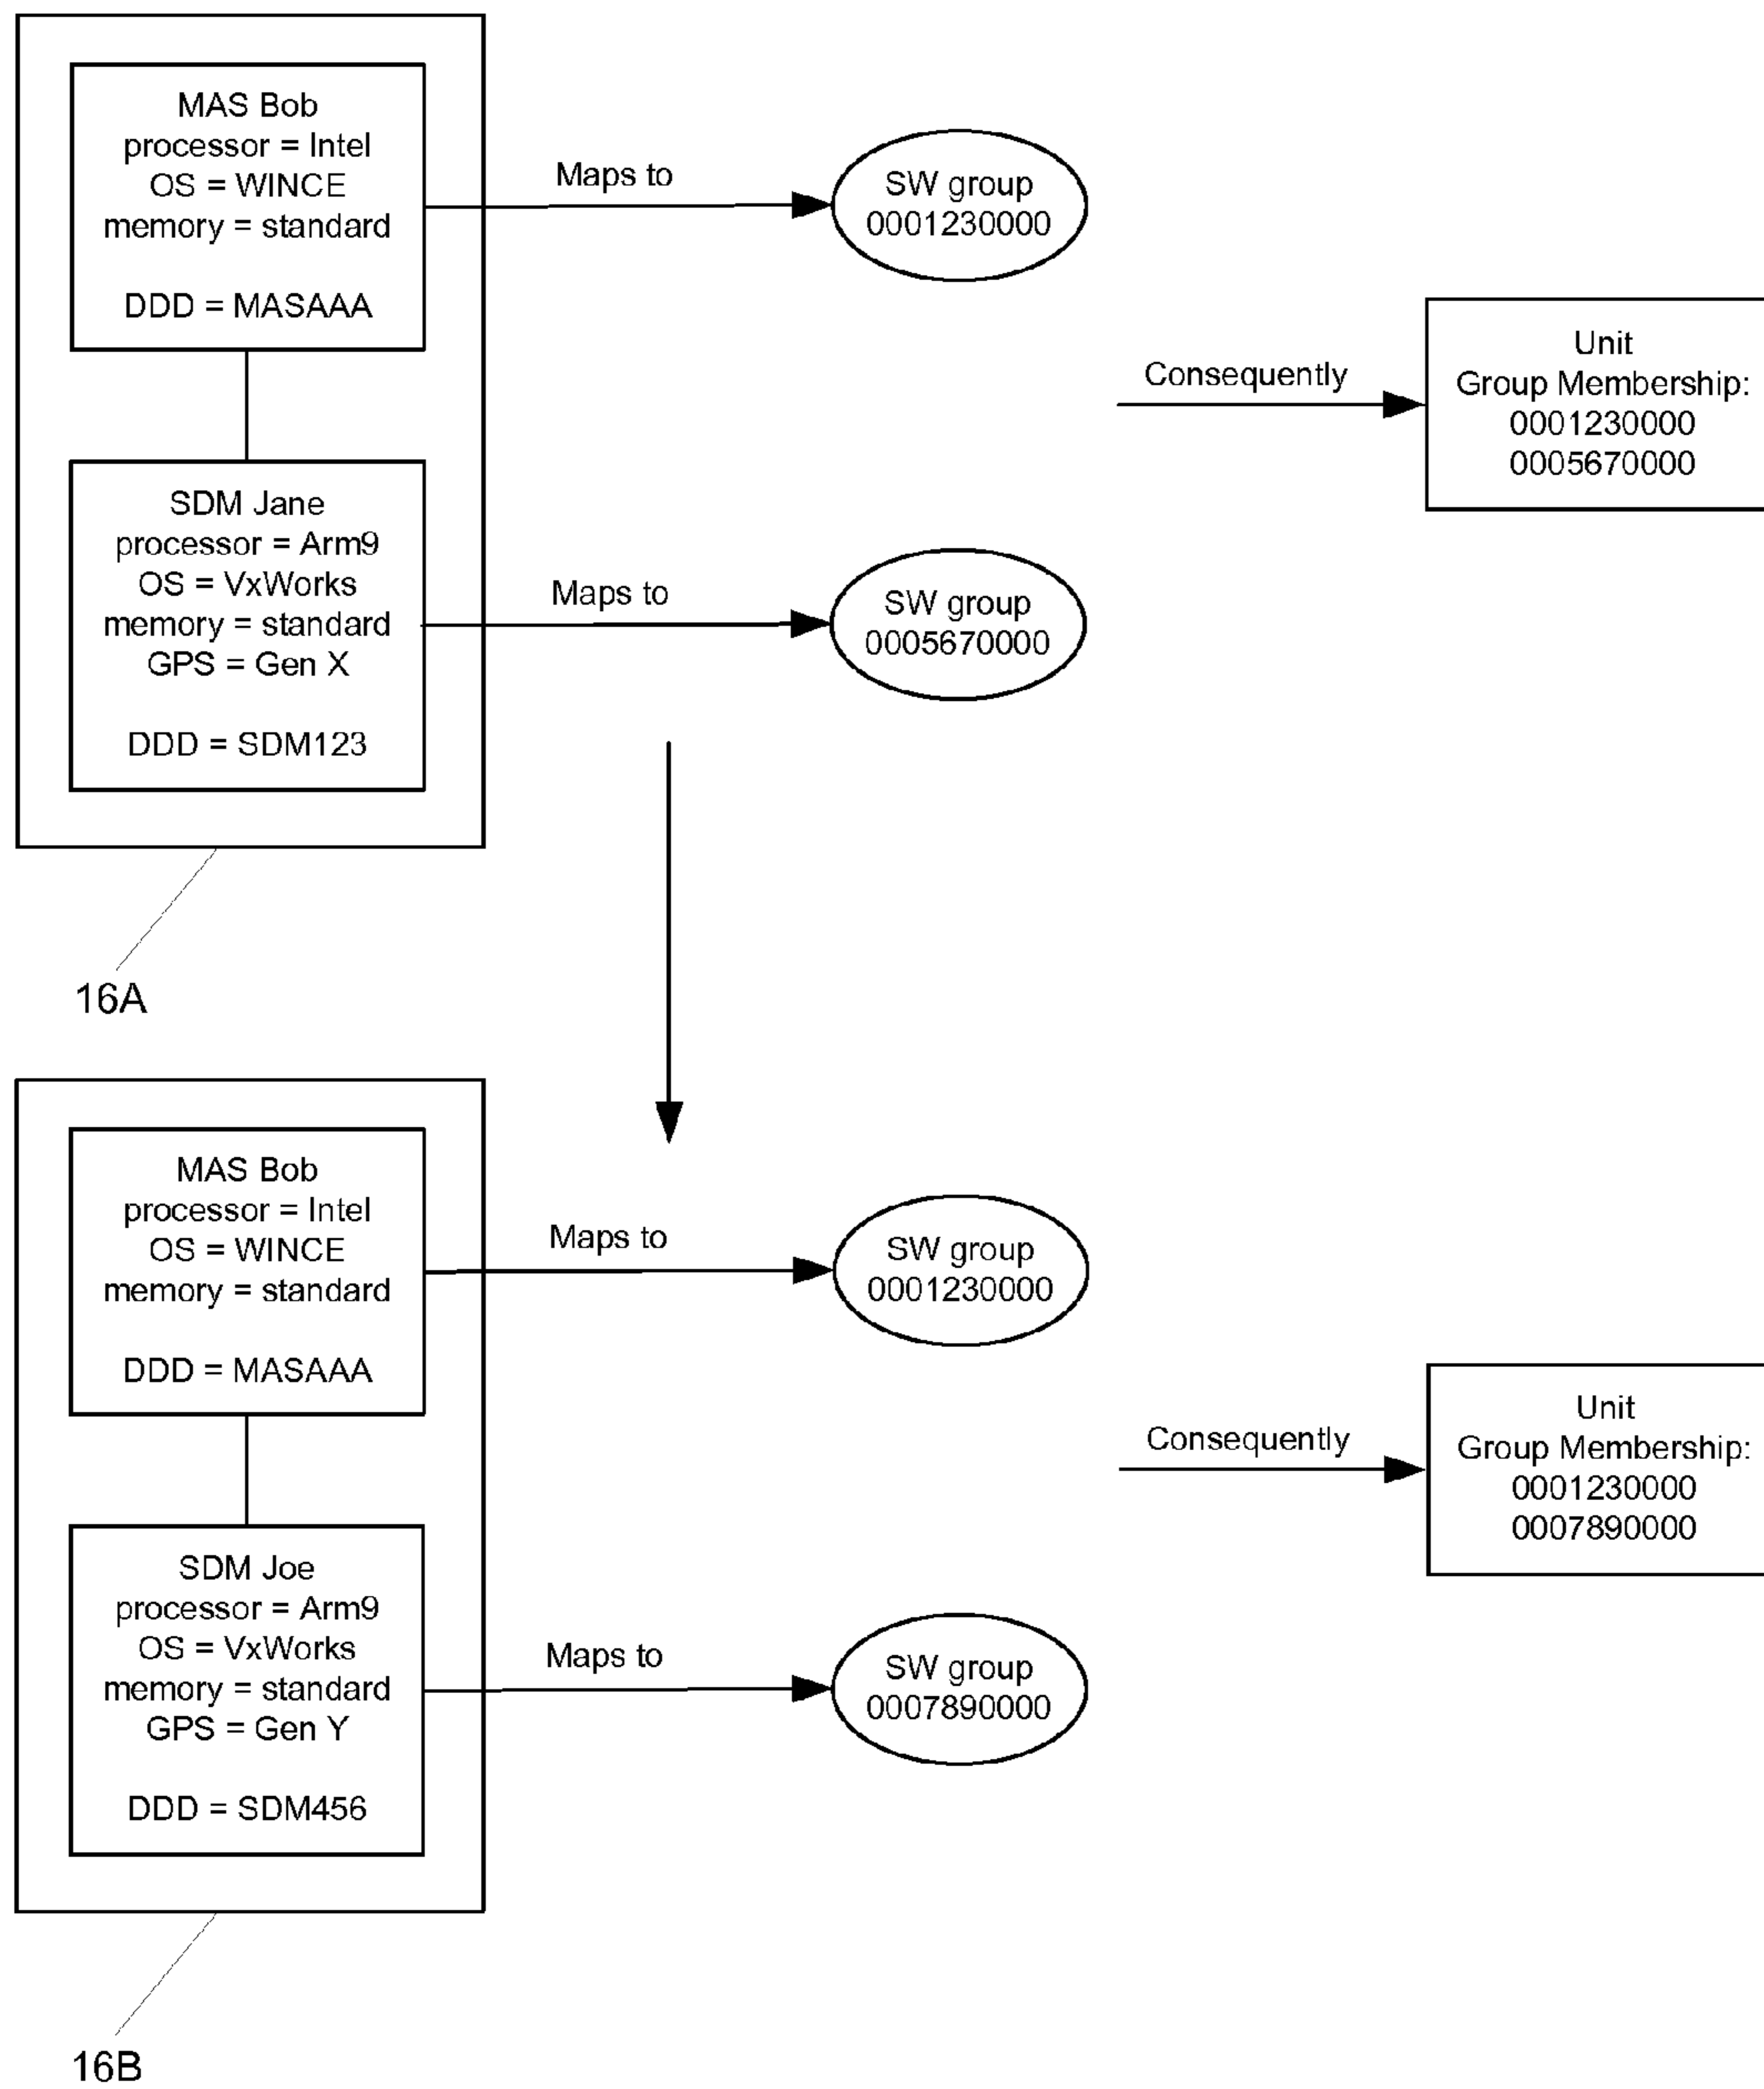 MAS Bob
processor = Intel
OS = WINCE
memory = standard
DDD = MASAAA
Maps to
SW group
0001230000
Consequently
Unit
Group Membership:
0001230000
0005670000
SDM Jane
processor = Arm9
OS = VxWorks
memory = standard
GPS = Gen X
DDD = SDM123
Maps to
SW group
0005670000
16A
MAS Bob
processor = Intel
OS = WINCE
memory = standard
DDD = MASAAA
Maps to
SW group
0001230000
Consequently
Unit
Group Membership:
0001230000
0007890000
SDM Joe
processor = Arm9
OS = VxWorks
memory = standard
GPS = Gen Y
DDD = SDM456
Maps to
SW group
0007890000
16B